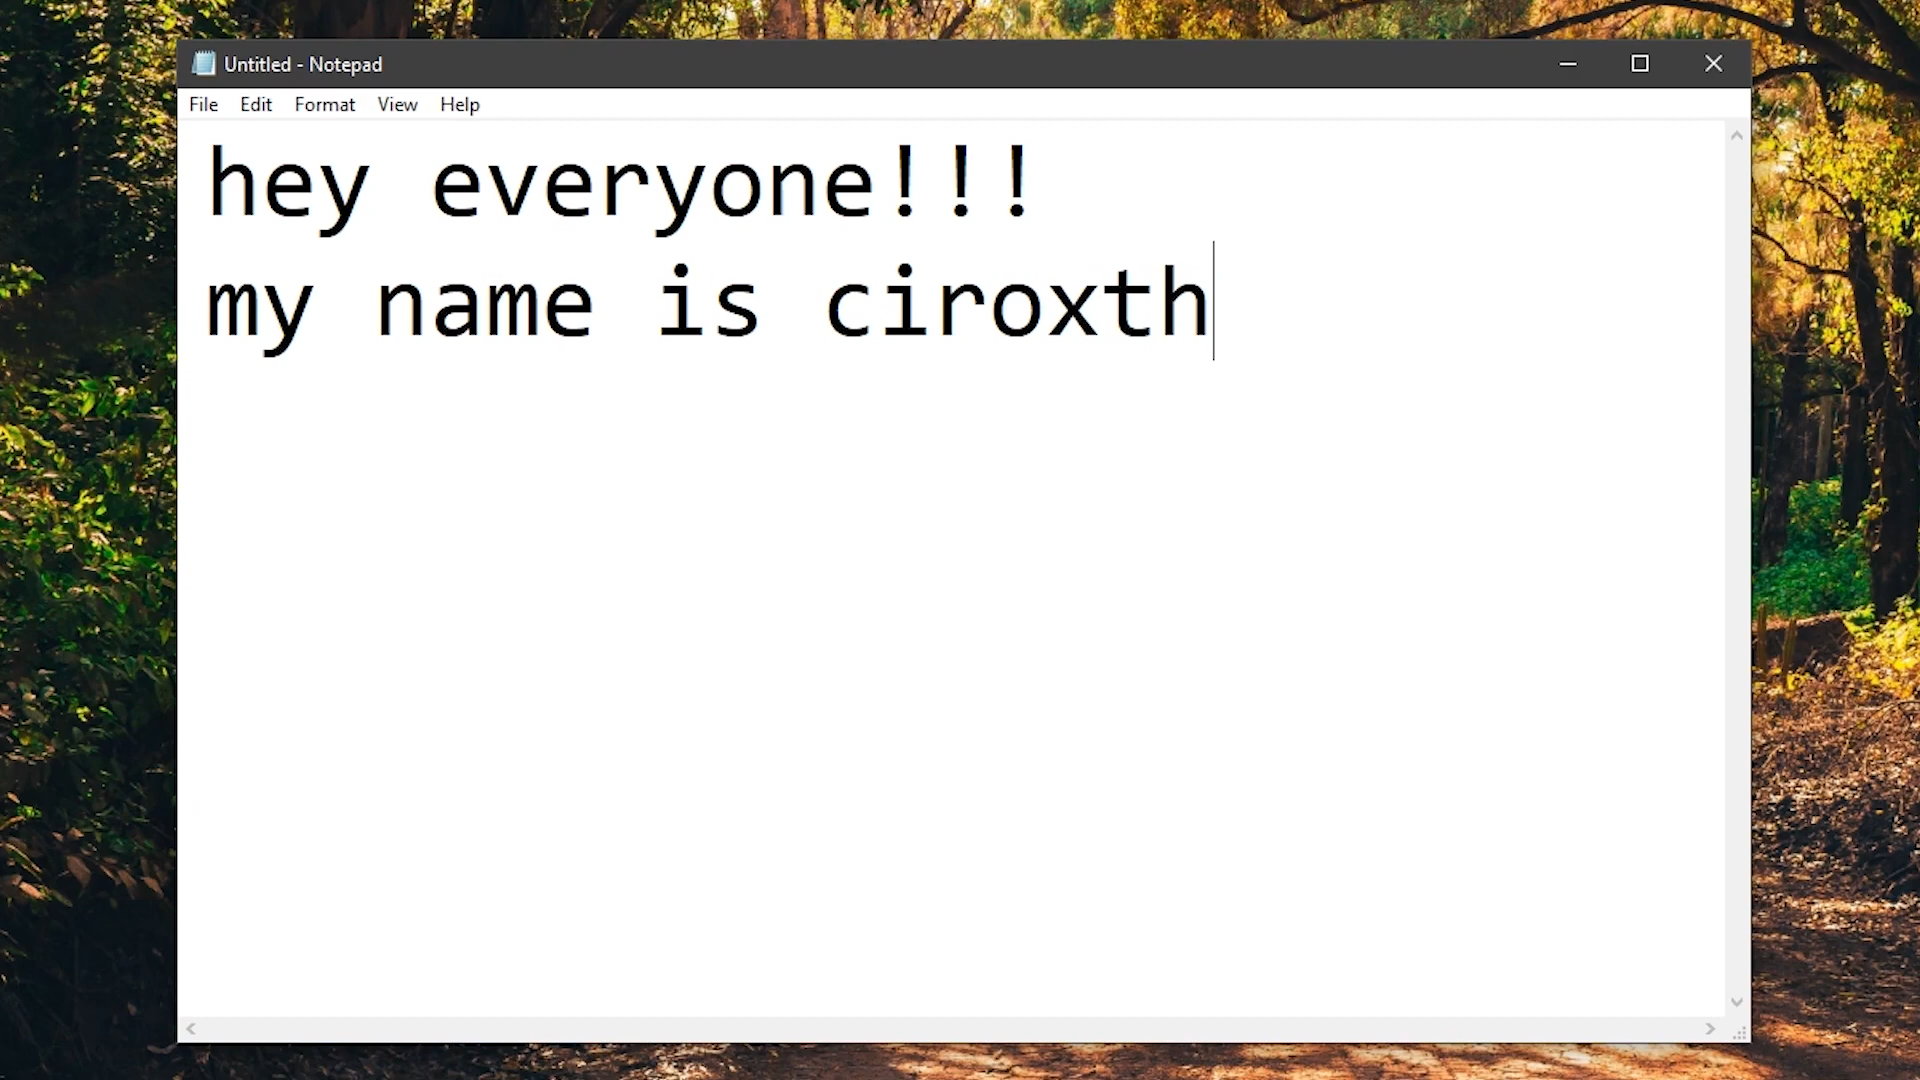 Untitled - Notepad
File Edit Format View Help
hey everyone!!!
my name is ciroxth